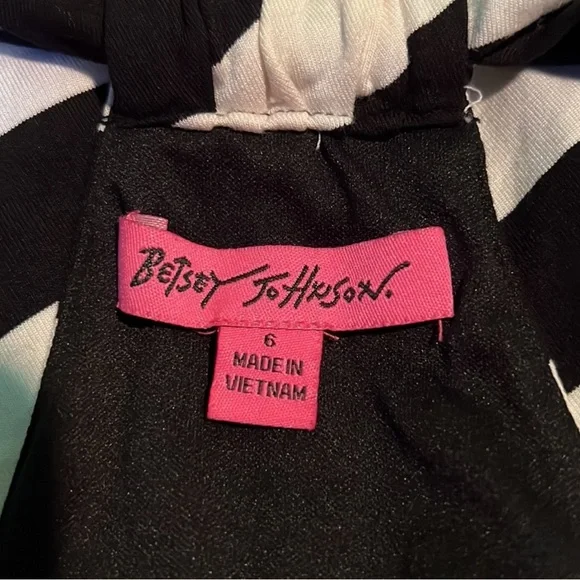 BETSEY JOHNSON.
6
MADE IN
VIETNAM